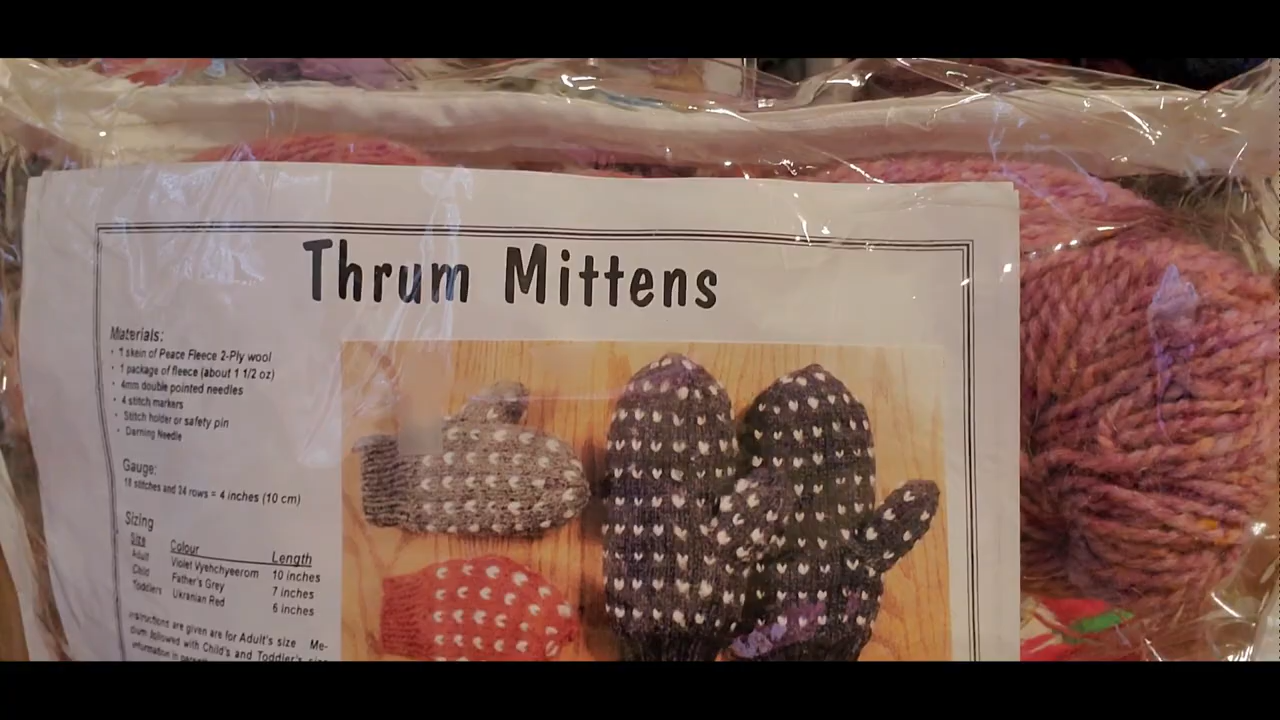 Thrum Mittens
Materials:
• 1 skein of Peace Fleece 2-Ply wool
• 1 package of fleece (about 1 1/2 oz)
• 4mm double pointed needles
• 4 stitch markers
• Stitch holder or safety pin
• Darning Needle
Gauge:
18 stitches and 24 rows = 4 inches (10 cm)
Sizing
Size Colour Length
Adult Violet Vyehchyeerom 10 inches
Child Father's Grey 7 inches
Toddlers Ukranian Red 6 inches
Instructions are given are for Adult's size Me-
dium followed with Child's and Toddler's
information in